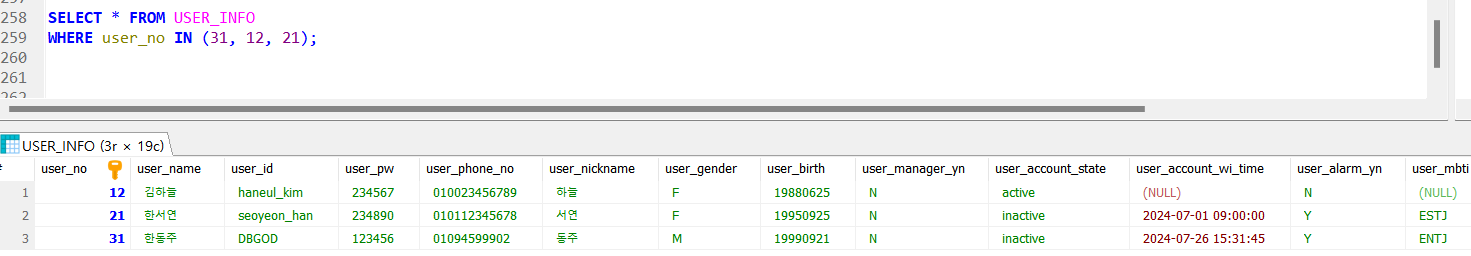 258 SELECT * FROM USER_INFO
259 WHERE user_no IN (31, 12, 21);
260
261
USER_INFO (3r × 19c)
user_no user_name user_id user_pw user_phone_no user_nickname user_gender user_birth user_manager_yn user_account_state user_account_wi_time user_alarm_yn user_mbti
1 12 김하늘 haneul_kim 234567 010023456789 하늘 F 19880625 N active (NULL) N (NULL)
2 21 한서연 seoyeon_han 234890 010112345678 서연 F 19950925 N inactive 2024-07-01 09:00:00 Y ESTJ
3 31 한동주 DBGOD 123456 01094599902 동주 M 19990921 N inactive 2024-07-26 15:31:45 Y ENTJ